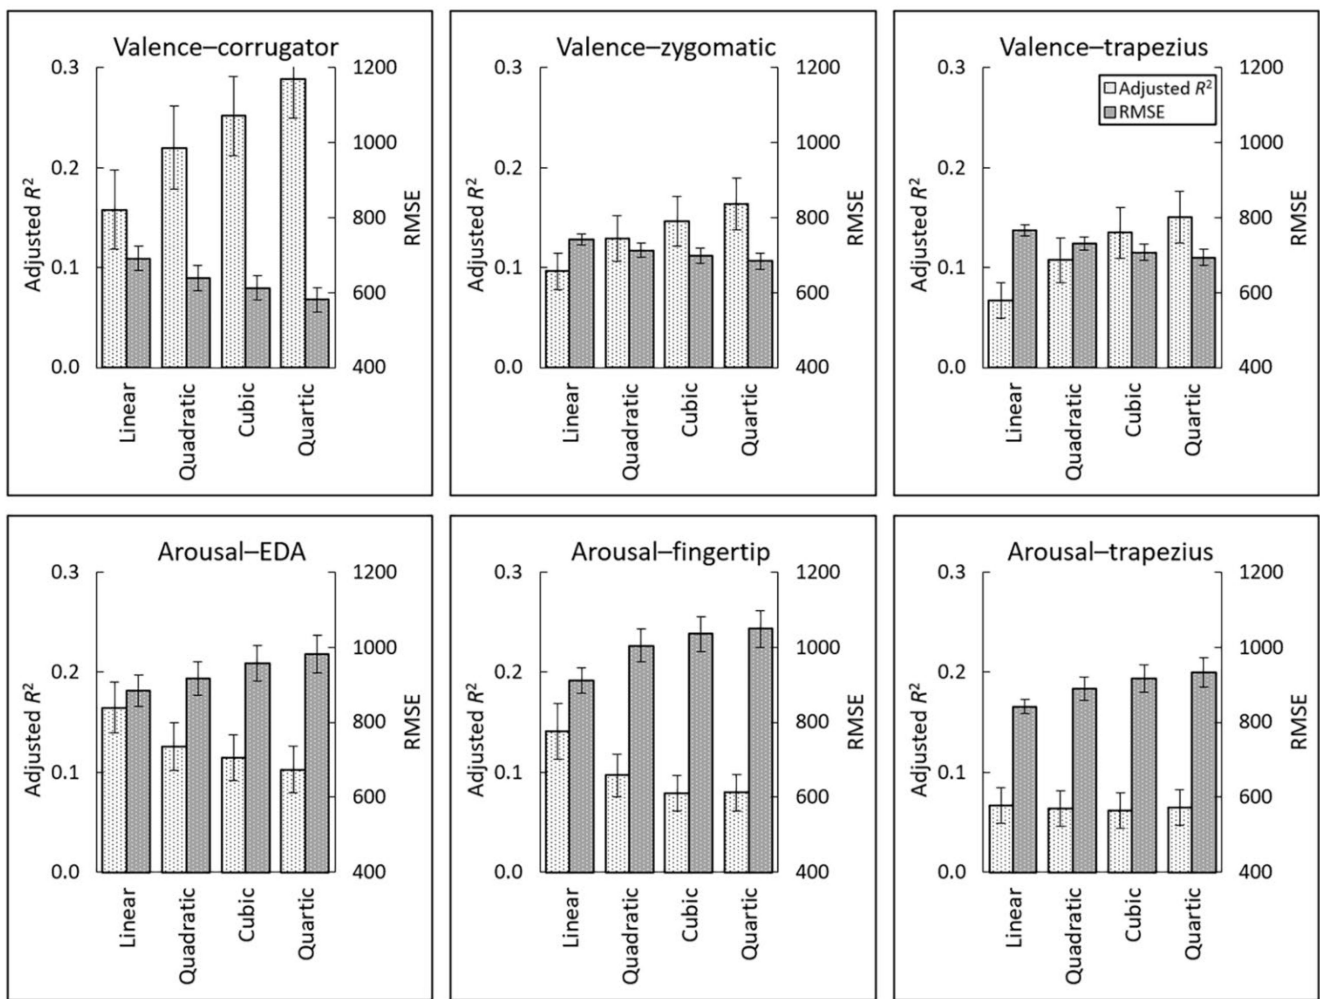 Valence–corrugator
0.3
0.2
0.1
0.0
Adjusted R²
1200
1000
800
600
400
RMSE
Linear
Quadratic
Cubic
Quartic
Valence–zygomatic
0.3
0.2
0.1
0.0
Adjusted R²
1200
1000
800
600
400
RMSE
Linear
Quadratic
Cubic
Quartic
Valence–trapezius
Adjusted R²
RMSE
0.3
0.2
0.1
0.0
Adjusted R²
1200
1000
800
600
400
RMSE
Linear
Quadratic
Cubic
Quartic
Arousal–EDA
0.3
0.2
0.1
0.0
Adjusted R²
1200
1000
800
600
400
RMSE
Linear
Quadratic
Cubic
Quartic
Arousal–fingertip
0.3
0.2
0.1
0.0
Adjusted R²
1200
1000
800
600
400
RMSE
Linear
Quadratic
Cubic
Quartic
Arousal–trapezius
0.3
0.2
0.1
0.0
Adjusted R²
1200
1000
800
600
400
RMSE
Linear
Quadratic
Cubic
Quartic